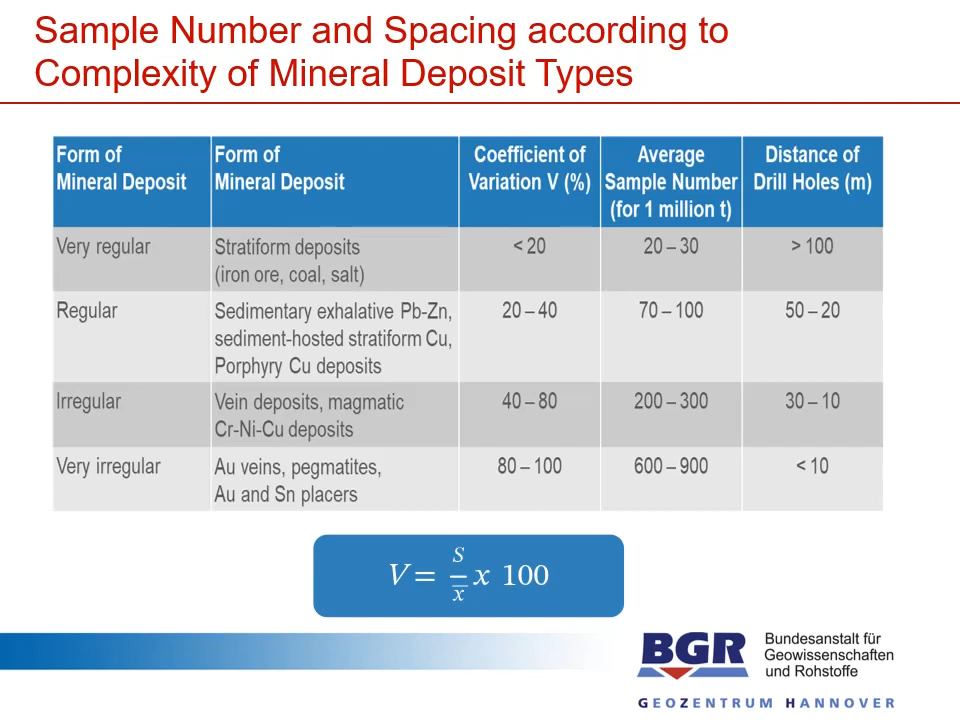 Sample Number and Spacing according to
Complexity of Mineral Deposit Types
Form of
Mineral Deposit
Form of
Mineral Deposit
Coefficient of
Variation V (%)
Average
Sample Number
(for 1 million t)
Distance of
Drill Holes (m)
Very regular
Stratiform deposits
(iron ore, coal, salt)
< 20
20 – 30
> 100
Regular
Sedimentary exhalative Pb-Zn,
sediment-hosted stratiform Cu,
Porphyry Cu deposits
20 – 40
70 – 100
50 – 20
Irregular
Vein deposits, magmatic
Cr-Ni-Cu deposits
40 – 80
200 – 300
30 – 10
Very irregular
Au veins, pegmatites,
Au and Sn placers
80 – 100
600 – 900
< 10
V = S/x̅ x 100
BGR
Bundesanstalt für
Geowissenschaften
und Rohstoffe
GEOZENTRUM HANNOVER